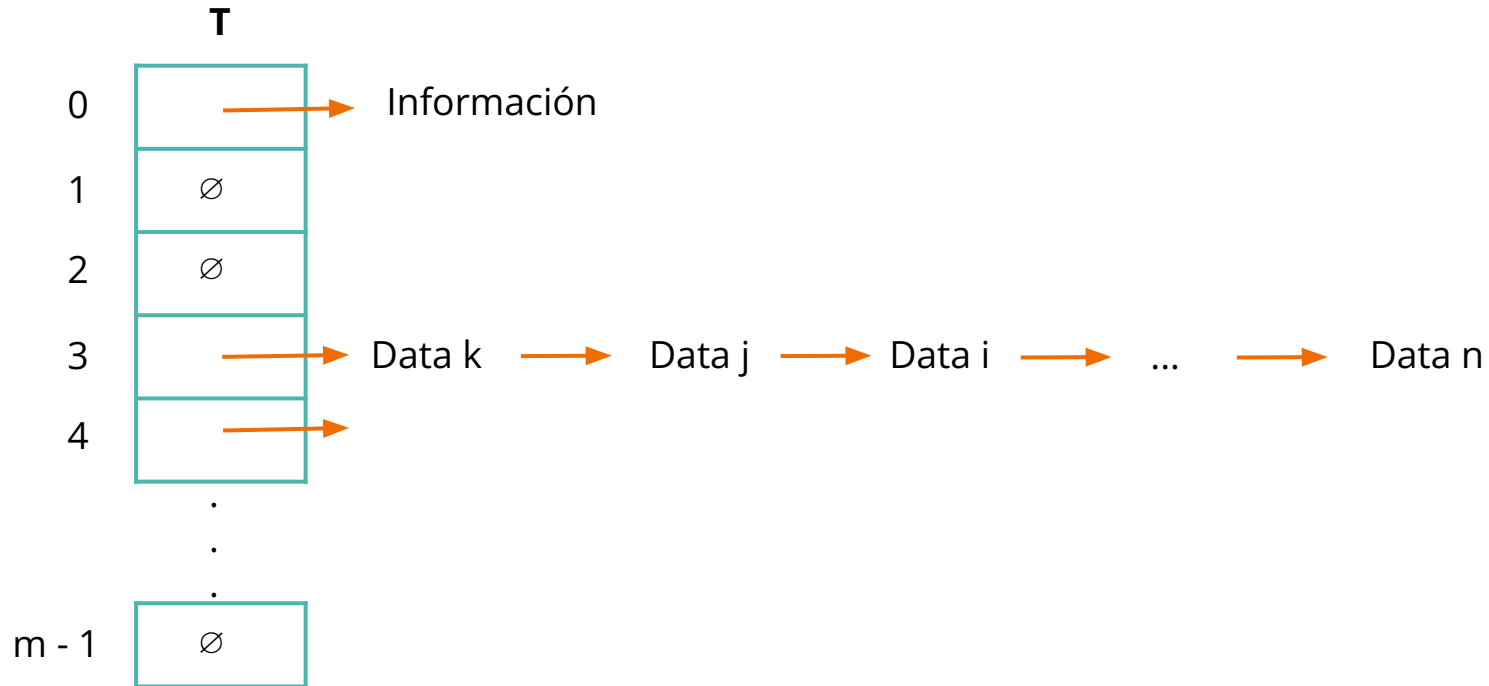 T
0 Información
1 ∅
2 ∅
3 Data k Data j Data i ... Data n
4
.
.
.
m - 1 ∅